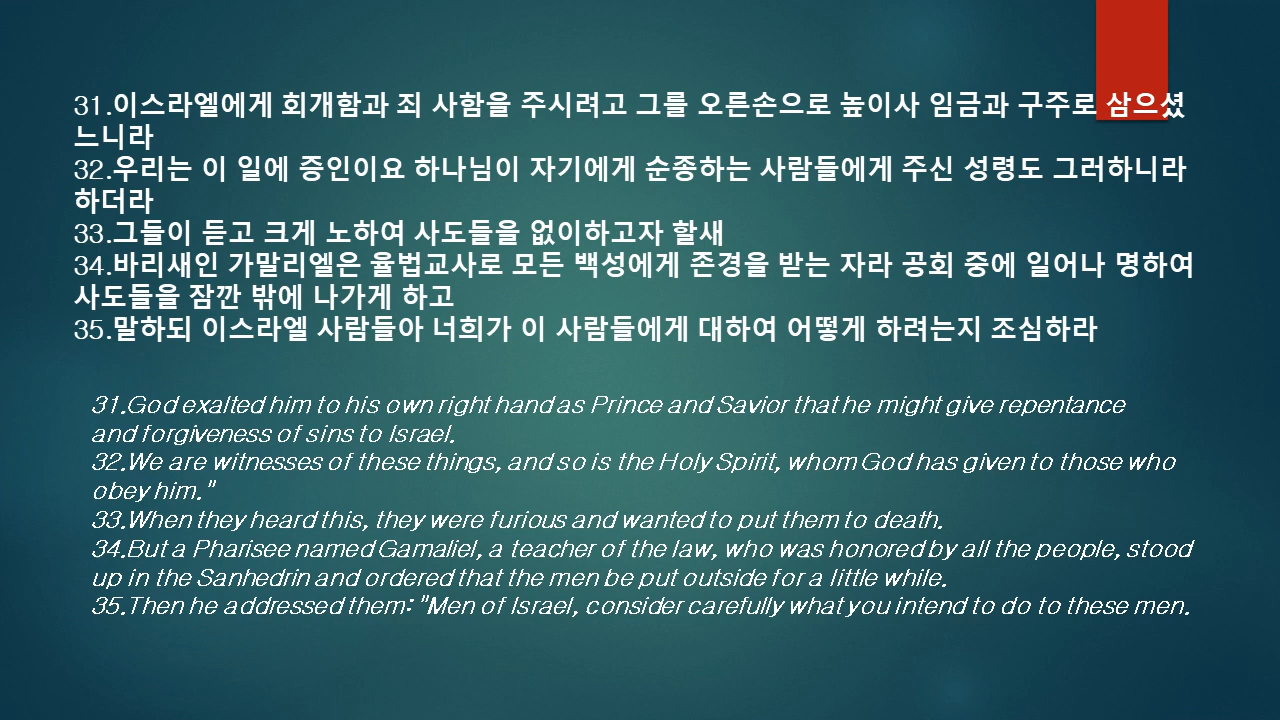 31.이스라엘에게 회개함과 죄 사함을 주시려고 그를 오른손으로 높이사 임금과 구주로 삼으셨
느니라
32.우리는 이 일에 증인이요 하나님이 자기에게 순종하는 사람들에게 주신 성령도 그러하니라
하더라
33.그들이 듣고 크게 노하여 사도들을 없이하고자 할새
34.바리새인 가말리엘은 율법교사로 모든 백성에게 존경을 받는 자라 공회 중에 일어나 명하여
사도들을 잠깐 밖에 나가게 하고
35.말하되 이스라엘 사람들아 너희가 이 사람들에게 대하여 어떻게 하려는지 조심하라
31.God exalted him to his own right hand as Prince and Savior that he might give repentance
and forgiveness of sins to Israel.
32.We are witnesses of these things, and so is the Holy Spirit, whom God has given to those who
obey him."
33.When they heard this, they were furious and wanted to put them to death.
34.But a Pharisee named Gamaliel, a teacher of the law, who was honored by all the people, stood
up in the Sanhedrin and ordered that the men be put outside for a little while.
35.Then he addressed them: "Men of Israel, consider carefully what you intend to do to these men.